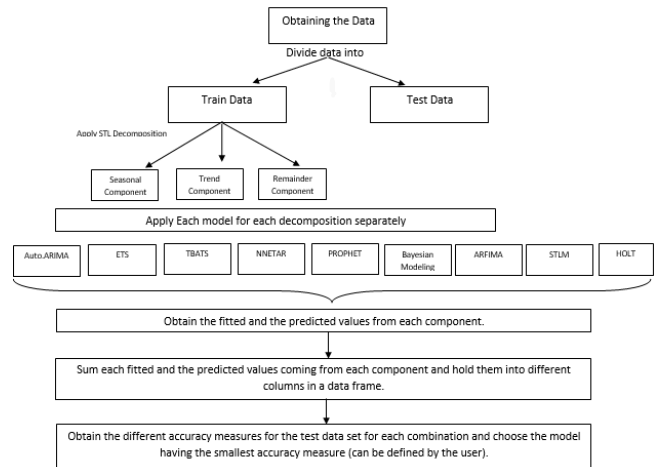 Obtaining the Data
Divide data into
Train Data
Test Data
Apply STL Decomposition
Seasonal
Component
Trend
Component
Remainder
Component
Apply Each model for each decomposition separately
Auto.ARIMA
ETS
TBATS
NNETAR
PROPHET
Bayesian
Modeling
ARFIMA
STLM
HOLT
Obtain the fitted and the predicted values from each component.
Sum each fitted and the predicted values coming from each component and hold them into different
columns in a data frame.
Obtain the different accuracy measures for the test data set for each combination and choose the model
having the smallest accuracy measure (can be defined by the user).